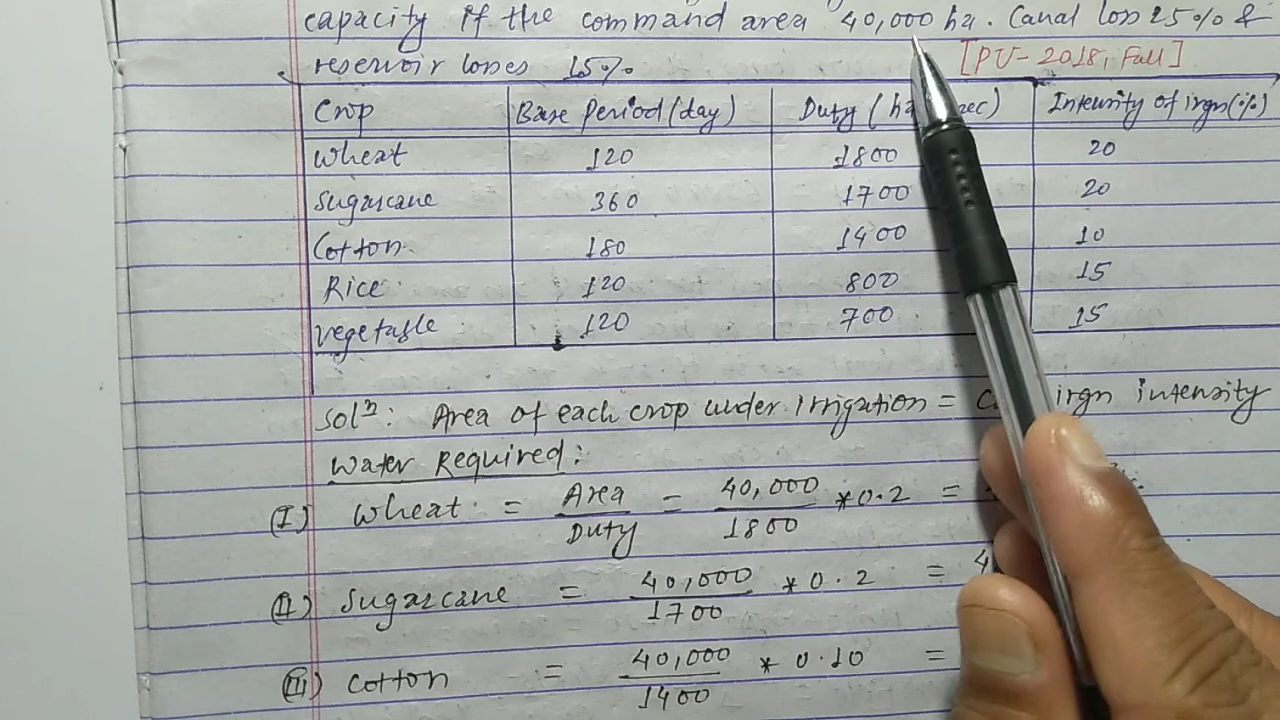 capacity if the command area 40,000 ha. Canal loss 25% &
reservoir losses 15%
[PU-2018, Fall]
Crop Base Period (day) Duty ( Intensity of irgn (%)
Wheat 120 1800 20
Sugarcane 360 1700 20
Cotton 180 1400 10
Rice 120 800 15
Vegetable 120 700 15
Solⁿ: Area of each crop under irrigation = irgn intensity
Water Required:
(I) Wheat = Area/Duty = 40,000/1800 * 0.2 =
(II) Sugarcane = 40,000/1700 * 0.2 =
(III) Cotton = 40,000/1400 * 0.10 =